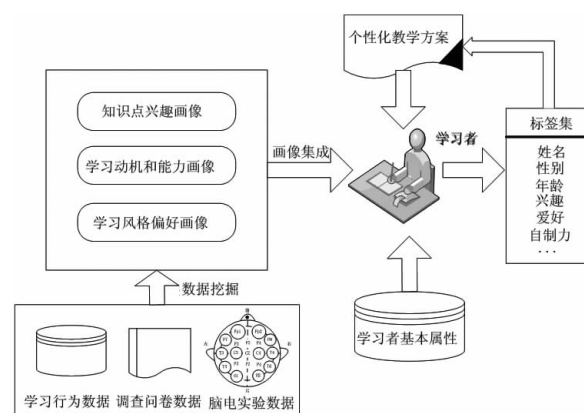 个性化教学方案
知识点兴趣画像
学习动机和能力画像
学习风格偏好画像
画像集成
学习者
标签集
姓名
性别
年龄
兴趣
爱好
自制力
...
数据挖掘
学习者基本属性
学习行为数据
调查问卷数据
脑电实验数据